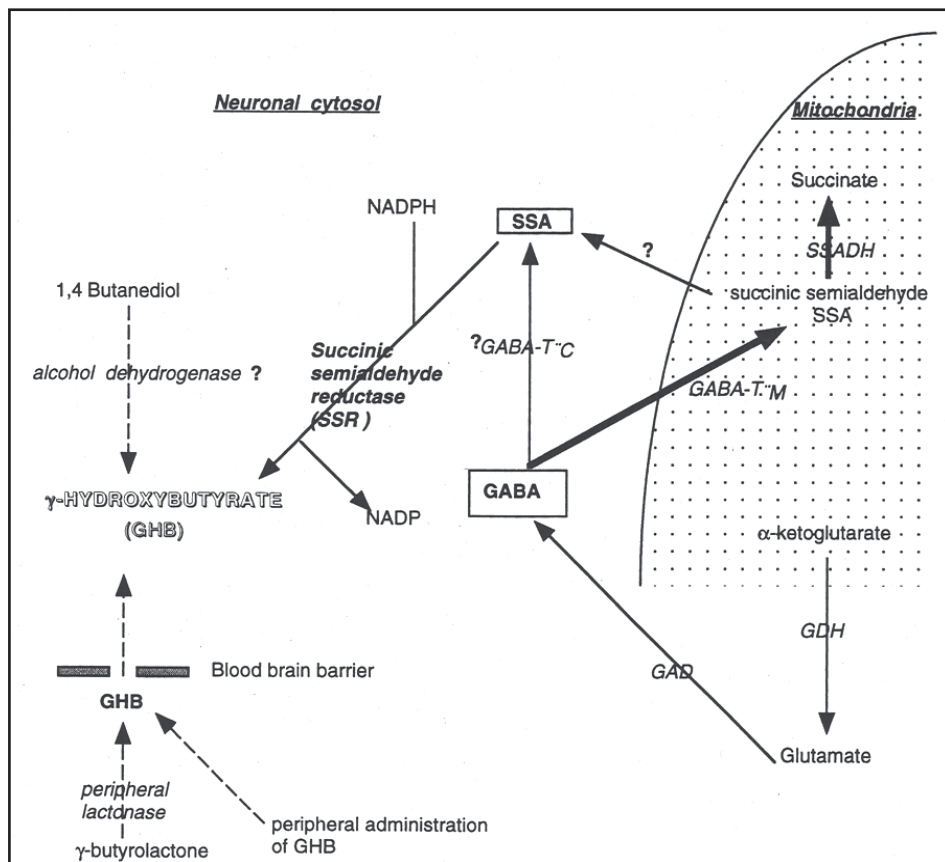 Neuronal cytosol
Mitochondria
Succinate
NADPH
SSA
SSADH
?
1,4 Butanediol
succinic semialdehyde
SSA
Succinic
semialdehyde
reductase
(SSR )
?GABA-T¨C
alcohol dehydrogenase ?
GABA-T¨M
γ-HYDROXYBUTYRATE
(GHB)
GABA
NADP
α-ketoglutarate
GDH
Blood brain barrier
GAD
GHB
Glutamate
peripheral
lactonase
peripheral administration
of GHB
γ-butyrolactone